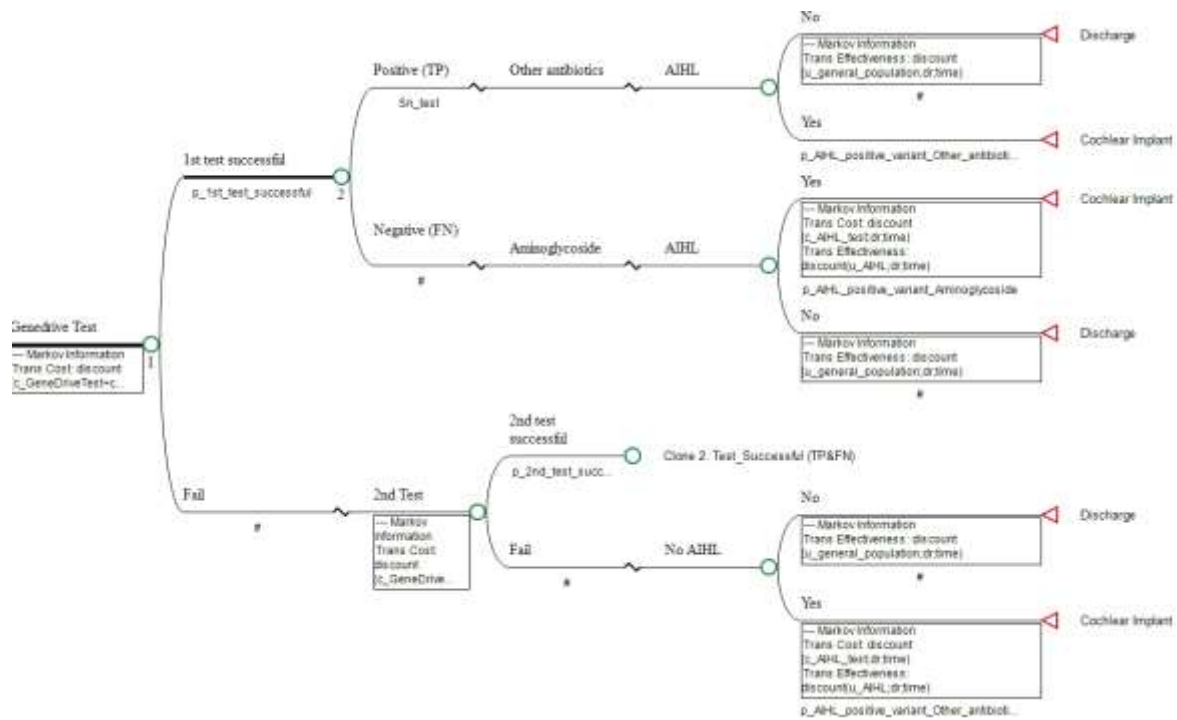 No
--- Markov Information
Trans Effectiveness: discount
(u_general_population;dr;time)
#
Discharge
Positive (TP)
Sn_test
Other antibiotics
AIHL
Yes
p_AIHL_positive_variant_Other_antibioti...
Cochlear Implant
1st test successful
p_1st_test_successful
2
Yes
--- Markov Information
Trans Cost: discount
(c_AIHL_test;dr;time)
Trans Effectiveness:
discount(u_AIHL;dr;time)
p_AIHL_positive_variant_Aminoglycoside
Cochlear Implant
Negative (FN)
#
Aminoglycoside
AIHL
No
--- Markov Information
Trans Effectiveness: discount
(u_general_population;dr;time)
#
Discharge
Genedrive Test
--- Markov Information
Trans Cost: discount
(c_GeneDriveTest+c...
1
2nd test
successful
p_2nd_test_succ...
Clone 2: Test_Successful (TP&FN)
Fail
#
2nd Test
--- Markov
Information
Trans Cost:
discount
(c_GeneDrive...
No
--- Markov Information
Trans Effectiveness: discount
(u_general_population;dr;time)
#
Discharge
Fail
#
No AIHL
Yes
--- Markov Information
Trans Cost: discount
(c_AIHL_test;dr;time)
Trans Effectiveness:
discount(u_AIHL;dr;time)
p_AIHL_positive_variant_Other_antibioti...
Cochlear Implant